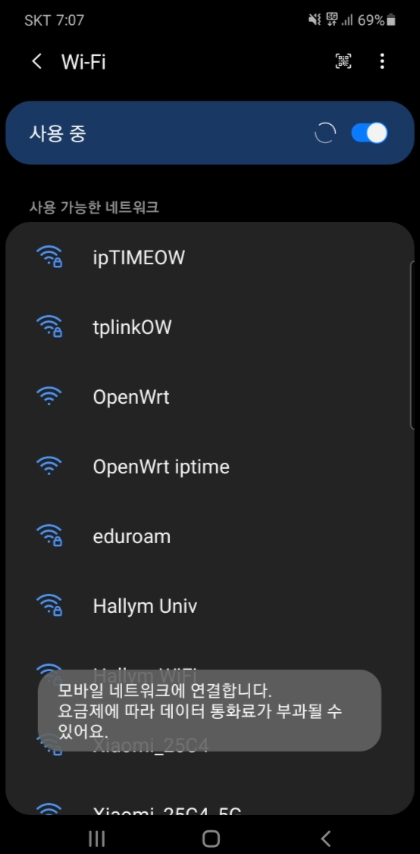 SKT 7:07
69%
Wi-Fi
사용 중
사용 가능한 네트워크
ipTIMEOW
tplinkOW
OpenWrt
OpenWrt iptime
eduroam
Hallym Univ
Hallym WiFi
모바일 네트워크에 연결합니다.
요금제에 따라 데이터 통화료가 부과될 수
있어요.
Xiaomi_25C4
Xiaomi_25C4_5G